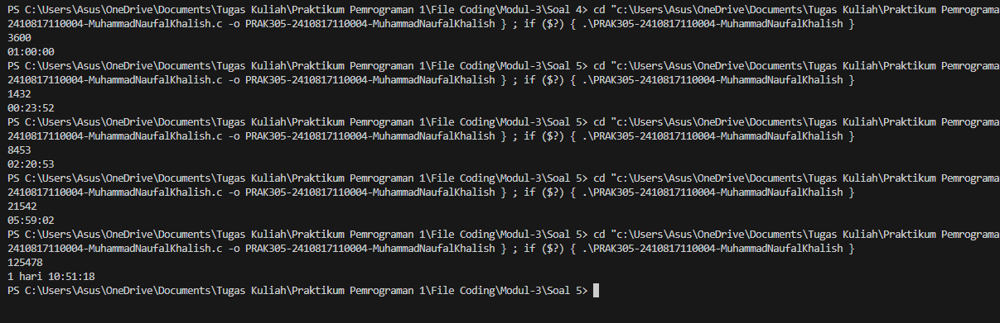 PS C:\Users\Asus\OneDrive\Documents\Tugas Kuliah\Praktikum Pemrograman 1\File Coding\Modul-3\Soal 4> cd "c:\Users\Asus\OneDrive\Documents\Tugas Kuliah\Praktikum Pemrograma
2410817110004-MuhammadNaufalKhalish.c -o PRAK305-2410817110004-MuhammadNaufalKhalish } ; if ($?) { .\PRAK305-2410817110004-MuhammadNaufalKhalish }
3600
01:00:00
PS C:\Users\Asus\OneDrive\Documents\Tugas Kuliah\Praktikum Pemrograman 1\File Coding\Modul-3\Soal 5> cd "c:\Users\Asus\OneDrive\Documents\Tugas Kuliah\Praktikum Pemrograma
2410817110004-MuhammadNaufalKhalish.c -o PRAK305-2410817110004-MuhammadNaufalKhalish } ; if ($?) { .\PRAK305-2410817110004-MuhammadNaufalKhalish }
1432
00:23:52
PS C:\Users\Asus\OneDrive\Documents\Tugas Kuliah\Praktikum Pemrograman 1\File Coding\Modul-3\Soal 5> cd "c:\Users\Asus\OneDrive\Documents\Tugas Kuliah\Praktikum Pemrograma
2410817110004-MuhammadNaufalKhalish.c -o PRAK305-2410817110004-MuhammadNaufalKhalish } ; if ($?) { .\PRAK305-2410817110004-MuhammadNaufalKhalish }
8453
02:20:53
PS C:\Users\Asus\OneDrive\Documents\Tugas Kuliah\Praktikum Pemrograman 1\File Coding\Modul-3\Soal 5> cd "c:\Users\Asus\OneDrive\Documents\Tugas Kuliah\Praktikum Pemrograma
2410817110004-MuhammadNaufalKhalish.c -o PRAK305-2410817110004-MuhammadNaufalKhalish } ; if ($?) { .\PRAK305-2410817110004-MuhammadNaufalKhalish }
21542
05:59:02
PS C:\Users\Asus\OneDrive\Documents\Tugas Kuliah\Praktikum Pemrograman 1\File Coding\Modul-3\Soal 5> cd "c:\Users\Asus\OneDrive\Documents\Tugas Kuliah\Praktikum Pemrograma
2410817110004-MuhammadNaufalKhalish.c -o PRAK305-2410817110004-MuhammadNaufalKhalish } ; if ($?) { .\PRAK305-2410817110004-MuhammadNaufalKhalish }
125478
1 hari 10:51:18
PS C:\Users\Asus\OneDrive\Documents\Tugas Kuliah\Praktikum Pemrograman 1\File Coding\Modul-3\Soal 5>